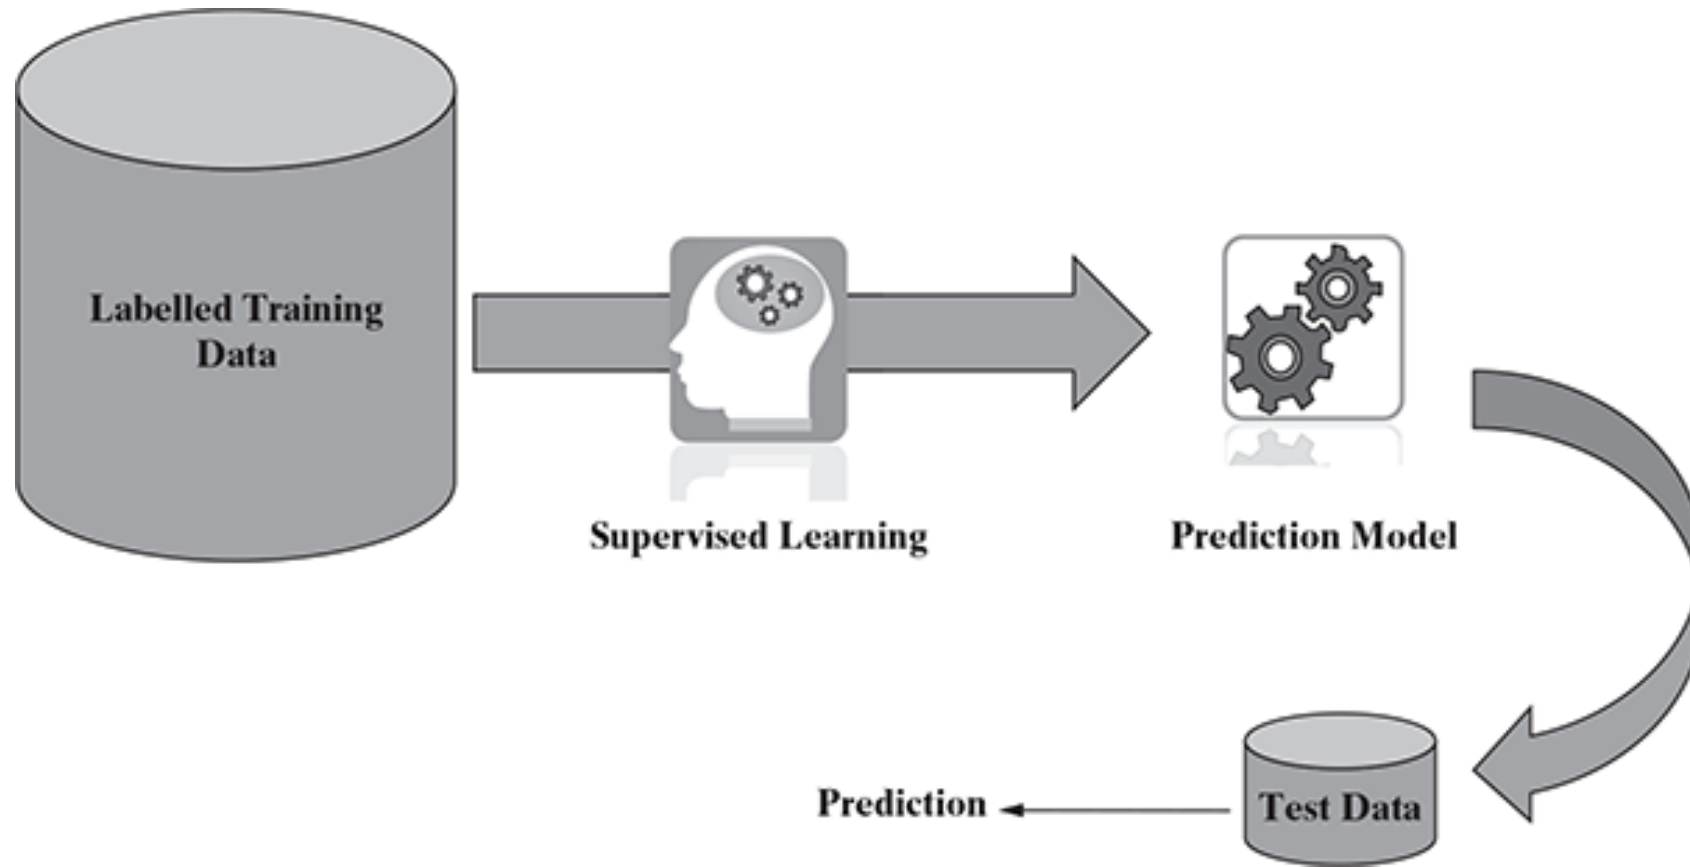 Labelled Training
Data
Supervised Learning
Prediction Model
Prediction
Test Data